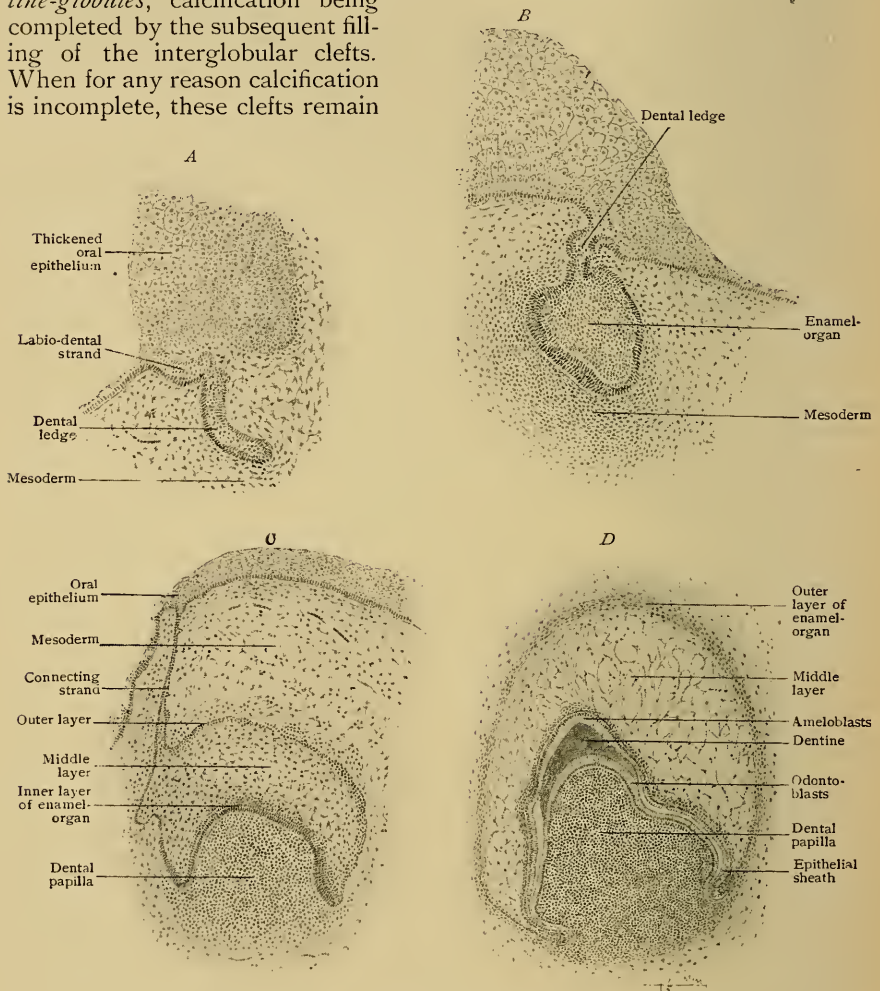 completed by the subsequent fill-
ing of the interglobular clefts.
When for any reason calcification
is incomplete, these clefts remain
A
Thickened
oral
epithelium
Labio-dental
strand
Dental
ledge
Mesoderm
B
Dental ledge
Enamel-
organ
Mesoderm
C
Oral
epithelium
Mesoderm
Connecting
strand
Outer layer
Middle
layer
Inner layer
of enamel-
organ
Dental
papilla
D
Outer
layer of
enamel-
organ
Middle
layer
Ameloblasts
Dentine
Odonto-
blasts
Dental
papilla
Epithelial
sheath